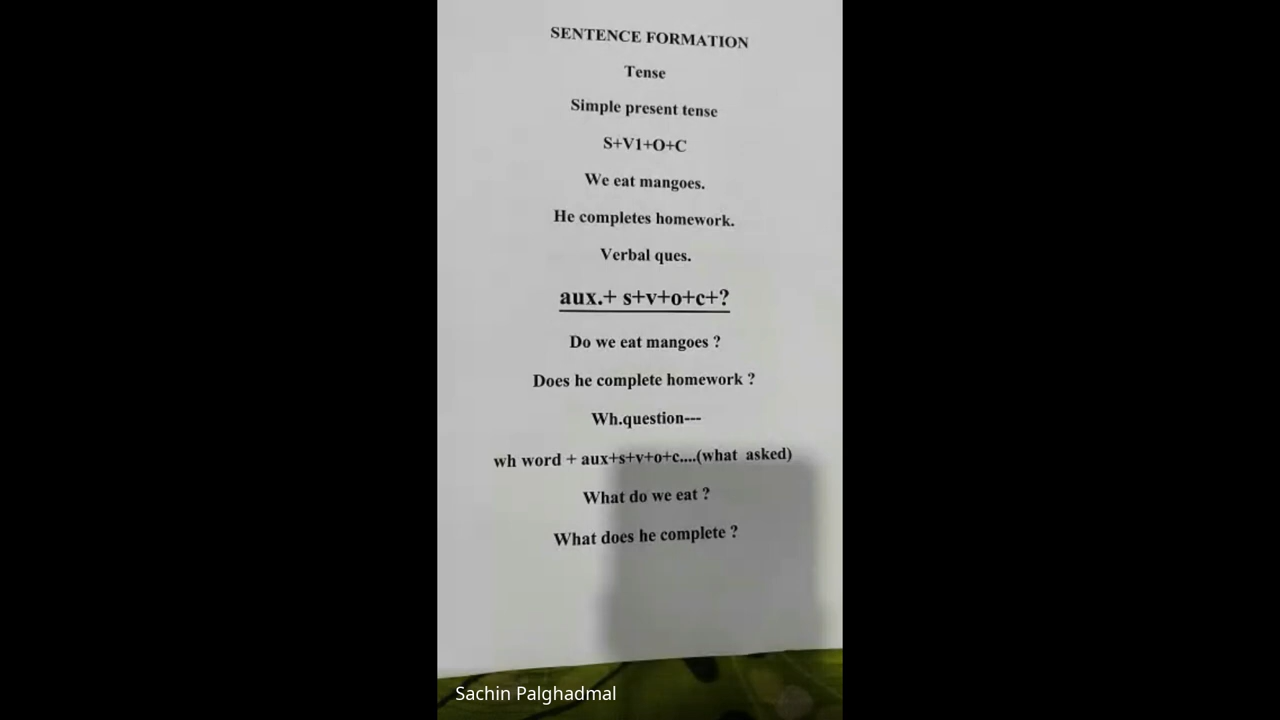 SENTENCE FORMATION
Tense
Simple present tense
S+V1+O+C
We eat mangoes.
He completes homework.
Verbal ques.
aux.+ s+v+o+c+?
Do we eat mangoes ?
Does he complete homework ?
Wh.question---
wh word + aux+s+v+o+c....(what asked)
What do we eat ?
What does he complete ?
Sachin Palghadmal